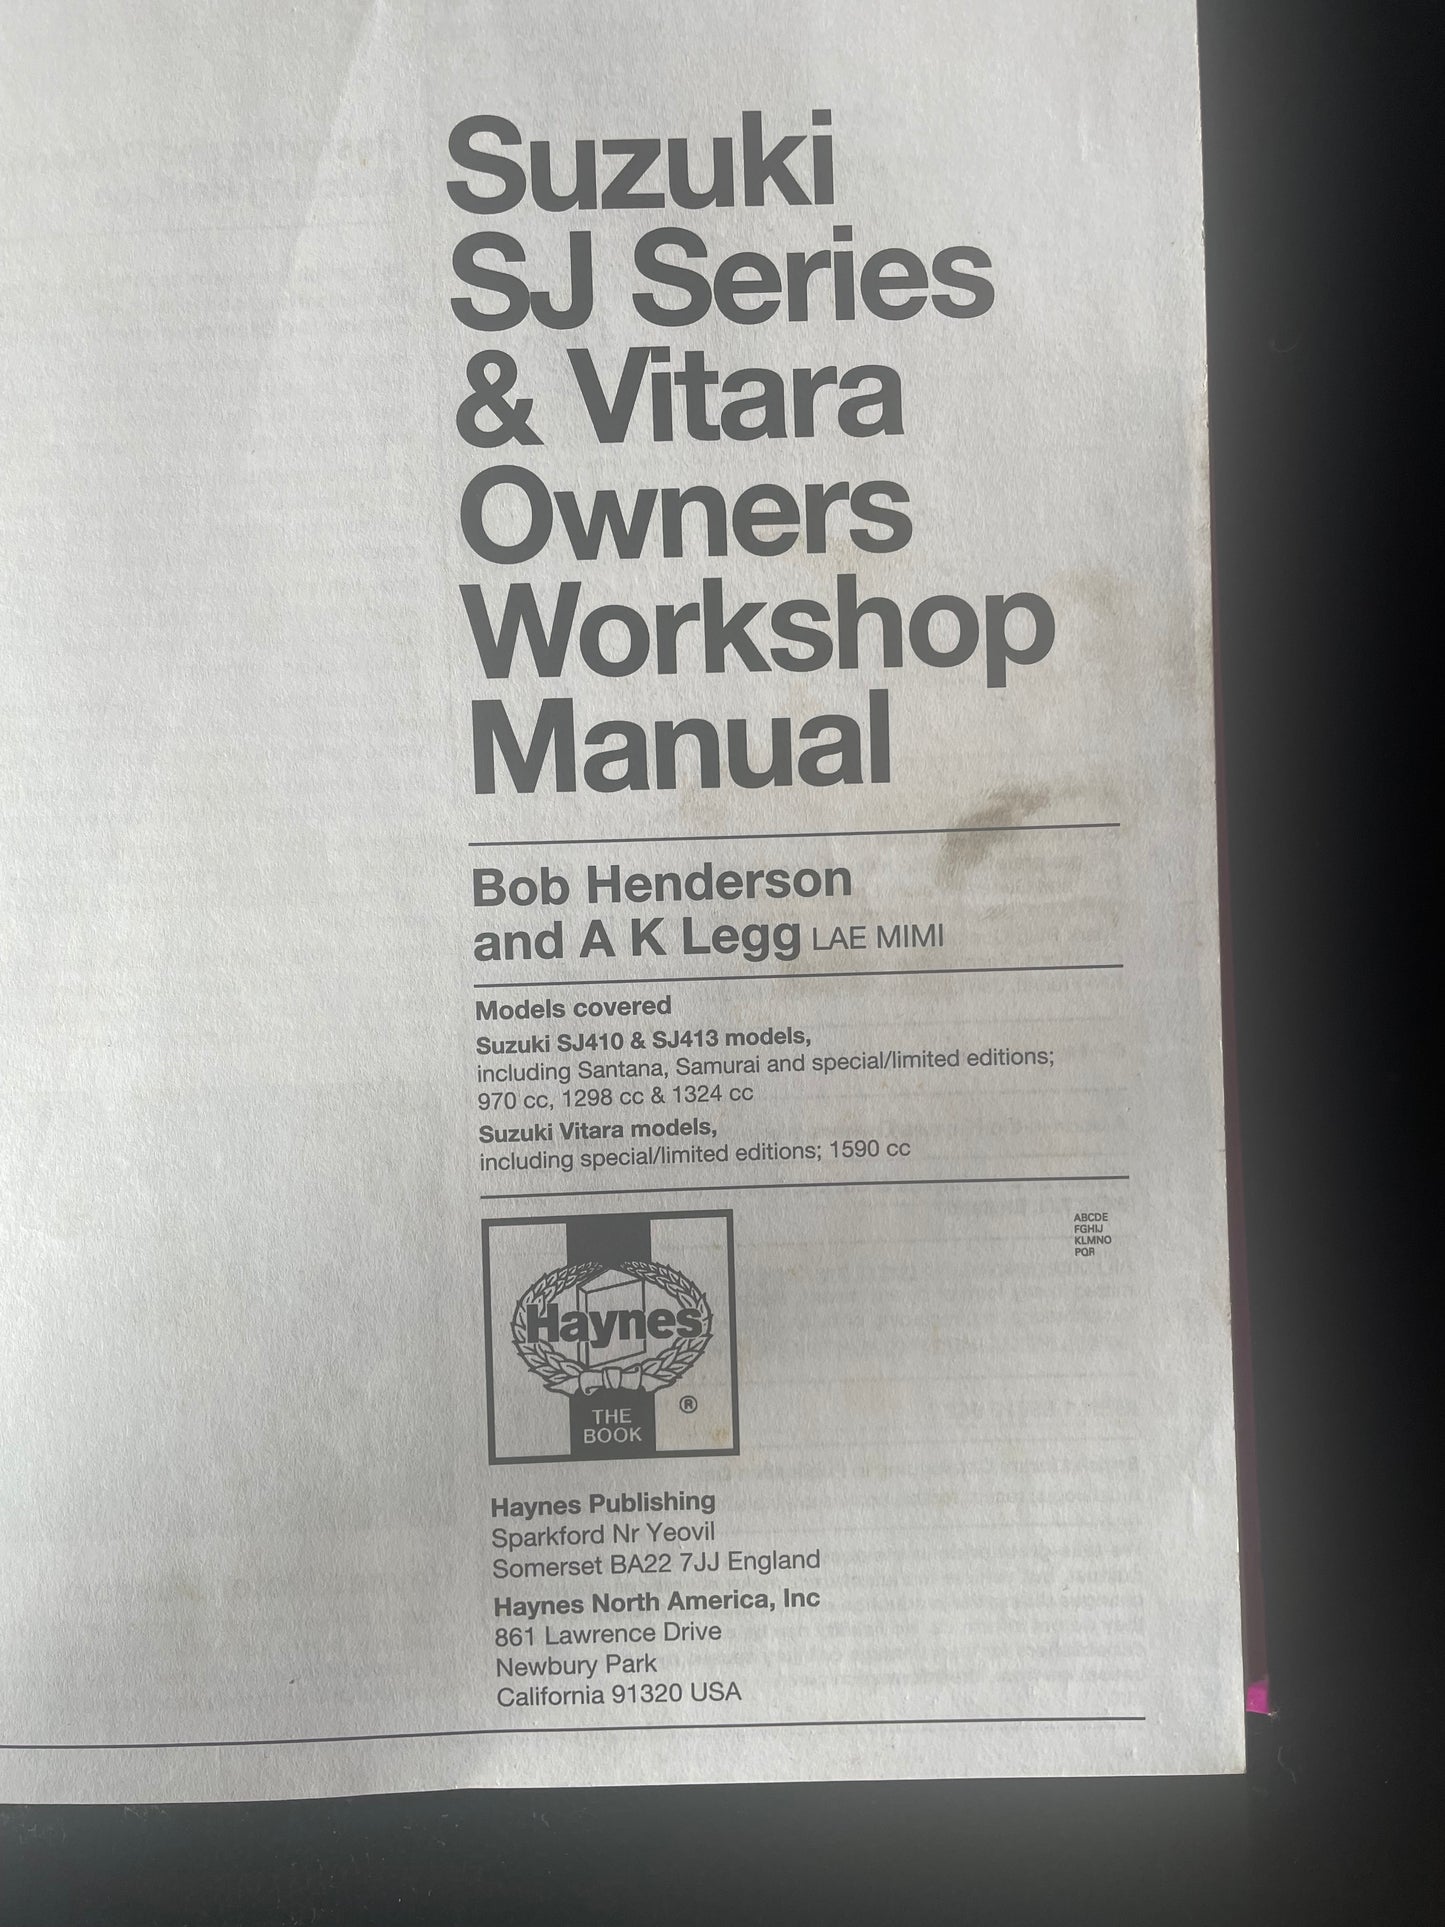 Suzuki
SJ Series
& Vitara
Owners
Workshop
Manual
Bob Henderson
and A K Legg LAE MIMI
Models covered
Suzuki SJ410 & SJ413 models,
including Santana, Samurai and special/limited editions;
970 cc, 1298 cc & 1324 cc
Suzuki Vitara models,
including special/limited editions; 1590 cc
ABCDE
FGHIJ
KLMNO
PQR
Haynes
®
THE
BOOK
Haynes Publishing
Sparkford Nr Yeovil
Somerset BA22 7JJ England
Haynes North America, Inc
861 Lawrence Drive
Newbury Park
California 91320 USA